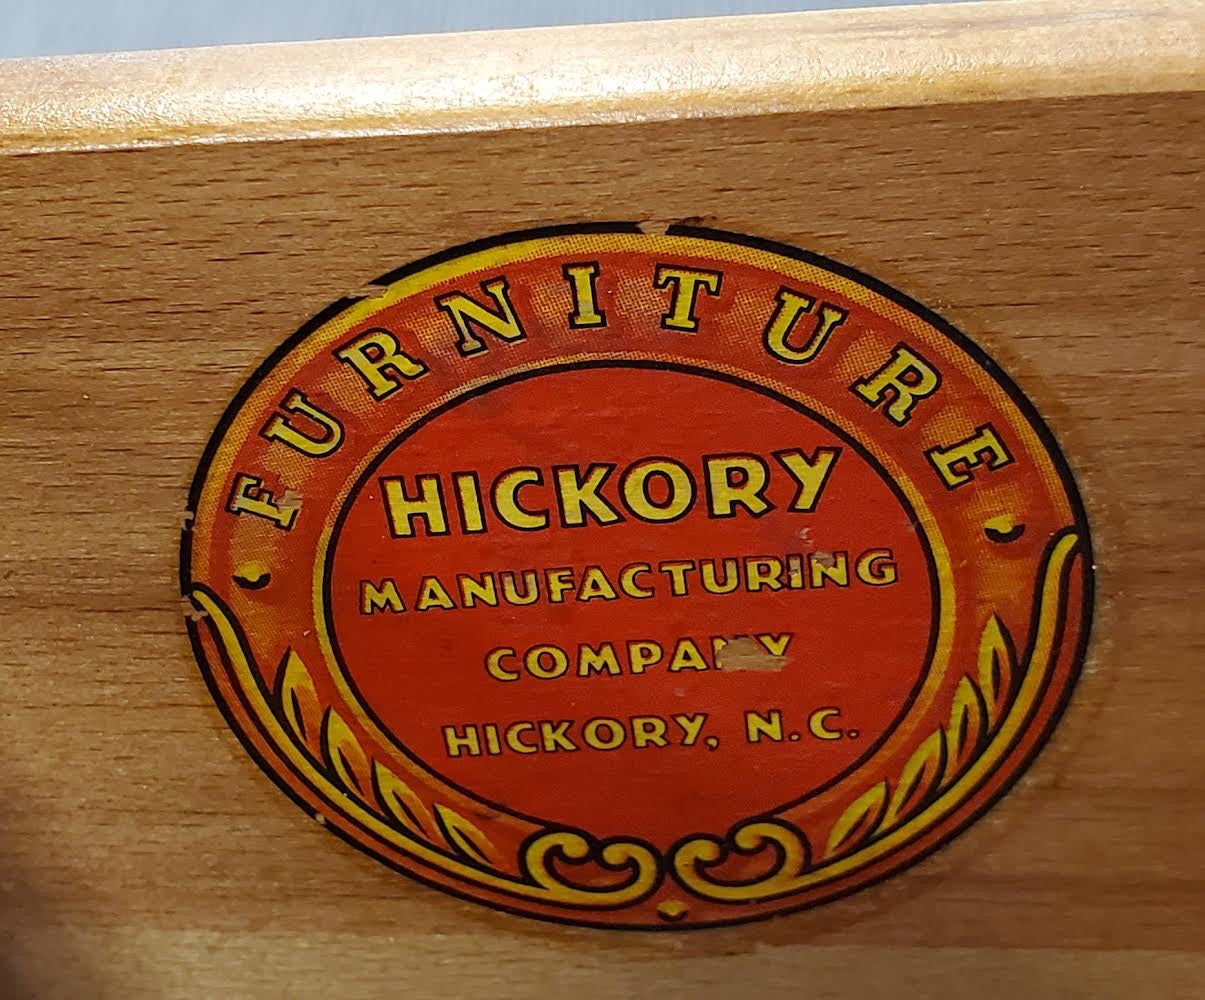 FURNITURE
HICKORY
MANUFACTURING
COMPANY
HICKORY, N.C.